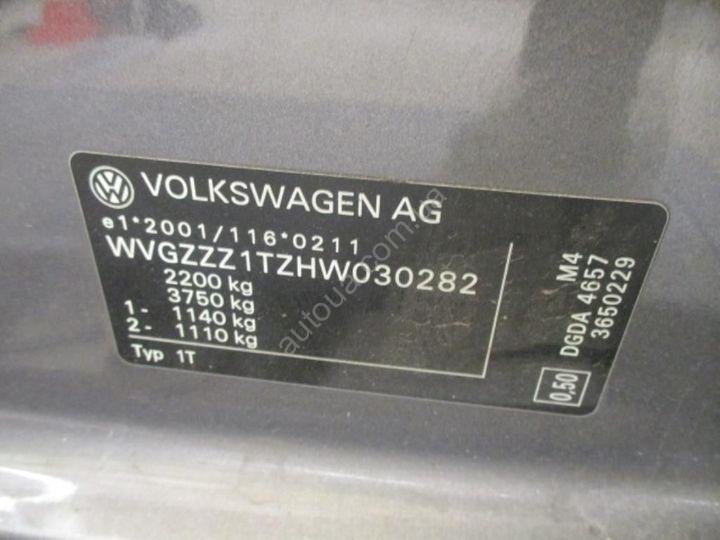 VOLKSWAGEN AG
e1*2001/116*0211
WVGZZZ1TZHW030282
2200 kg
3750 kg
1- 1140 kg
2- 1110 kg
Typ 1T
M4
DGDA 4657
3650229
0,50
autoua.com.ua